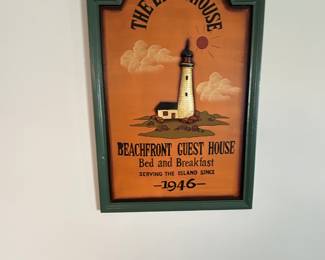 THE
BEACHFRONT GUEST HOUSE
Bed and Breakfast
SERVING THE ISLAND SINCE
-1946-